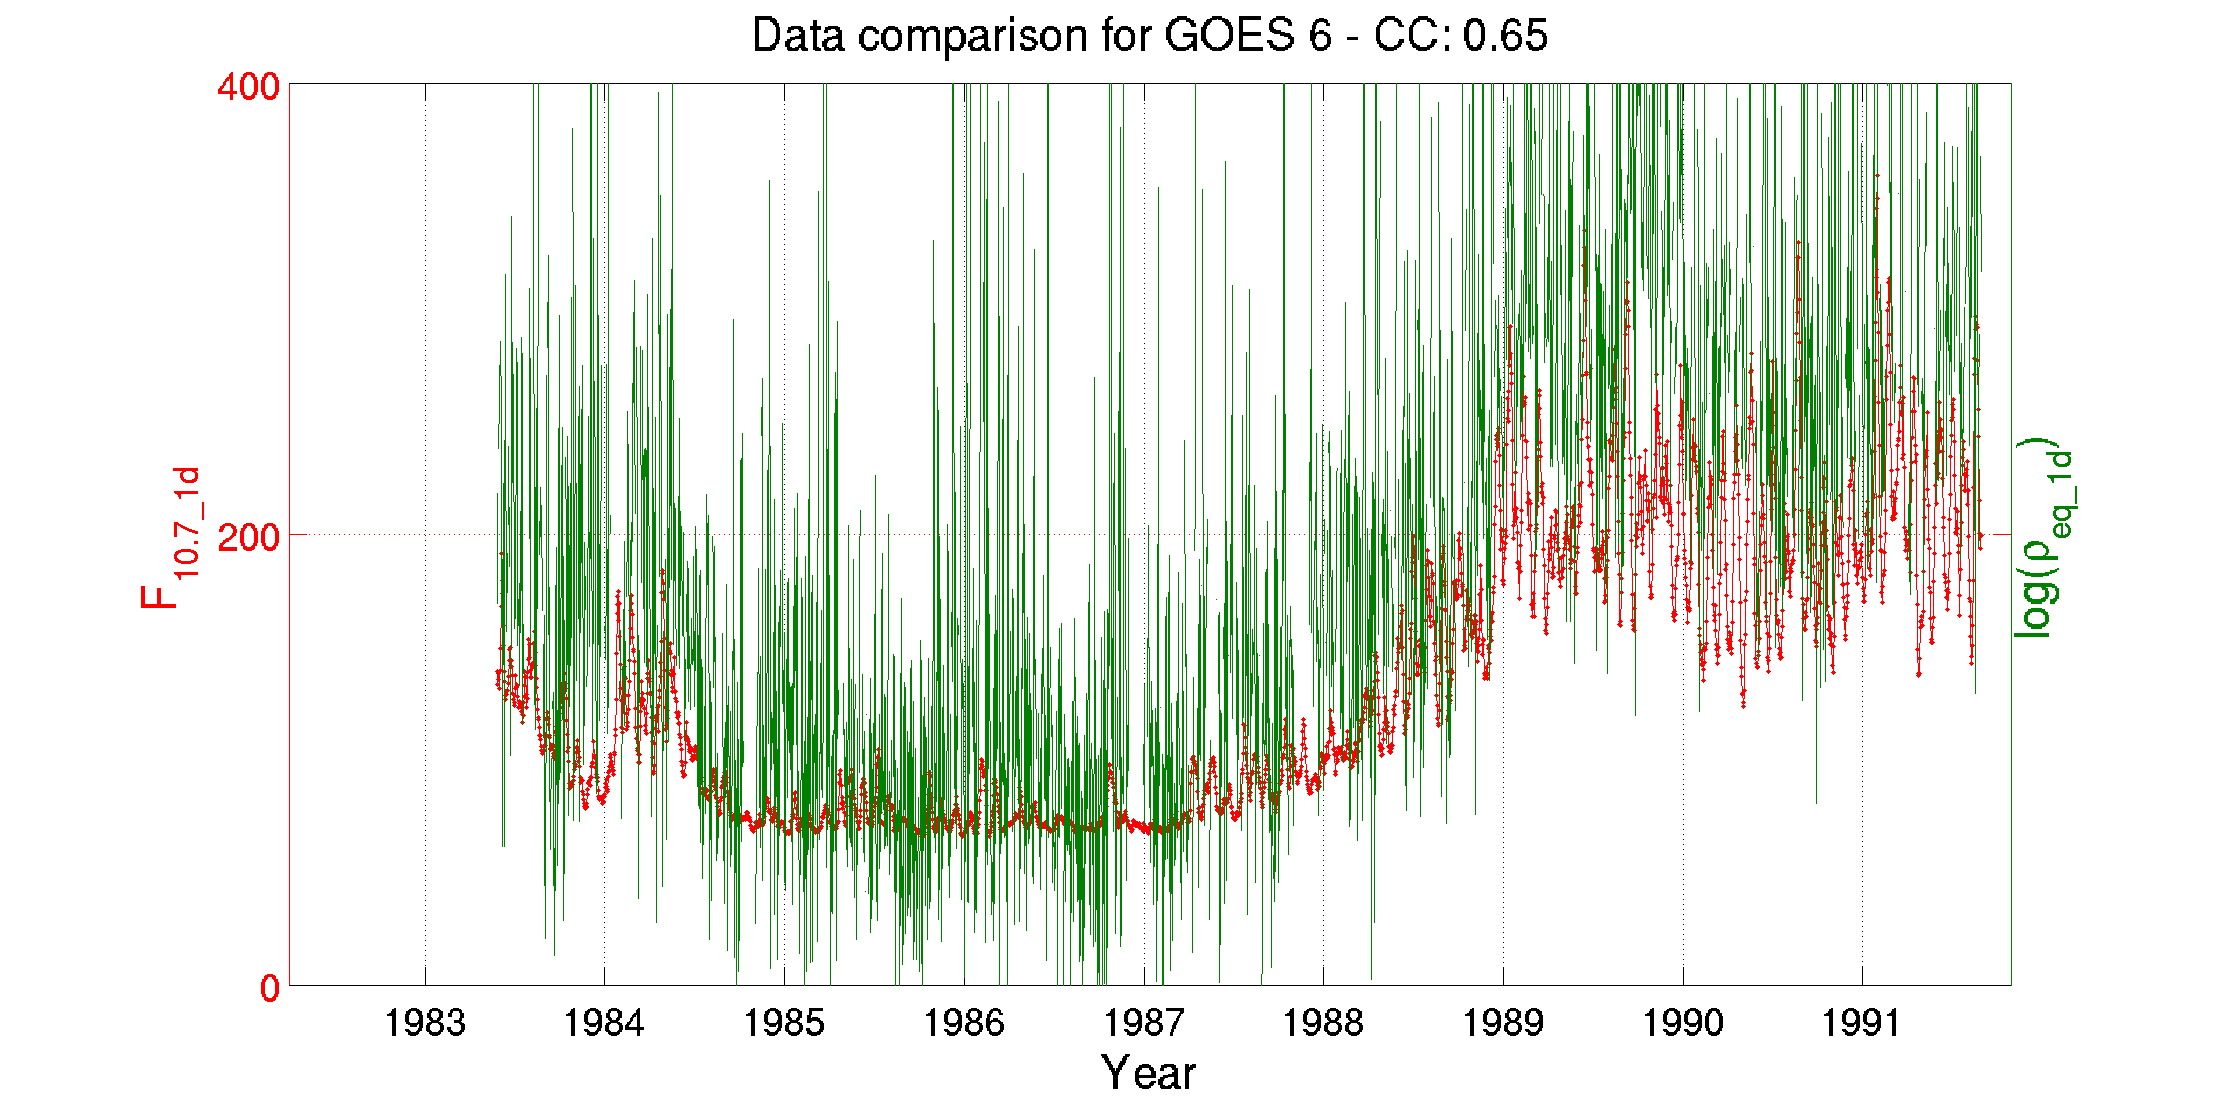 Data comparison for GOES 6 - CC: 0.65
400
200
0
F10.7_1d
log(ρeq_1d)
1983 1984 1985 1986 1987 1988 1989 1990 1991
Year